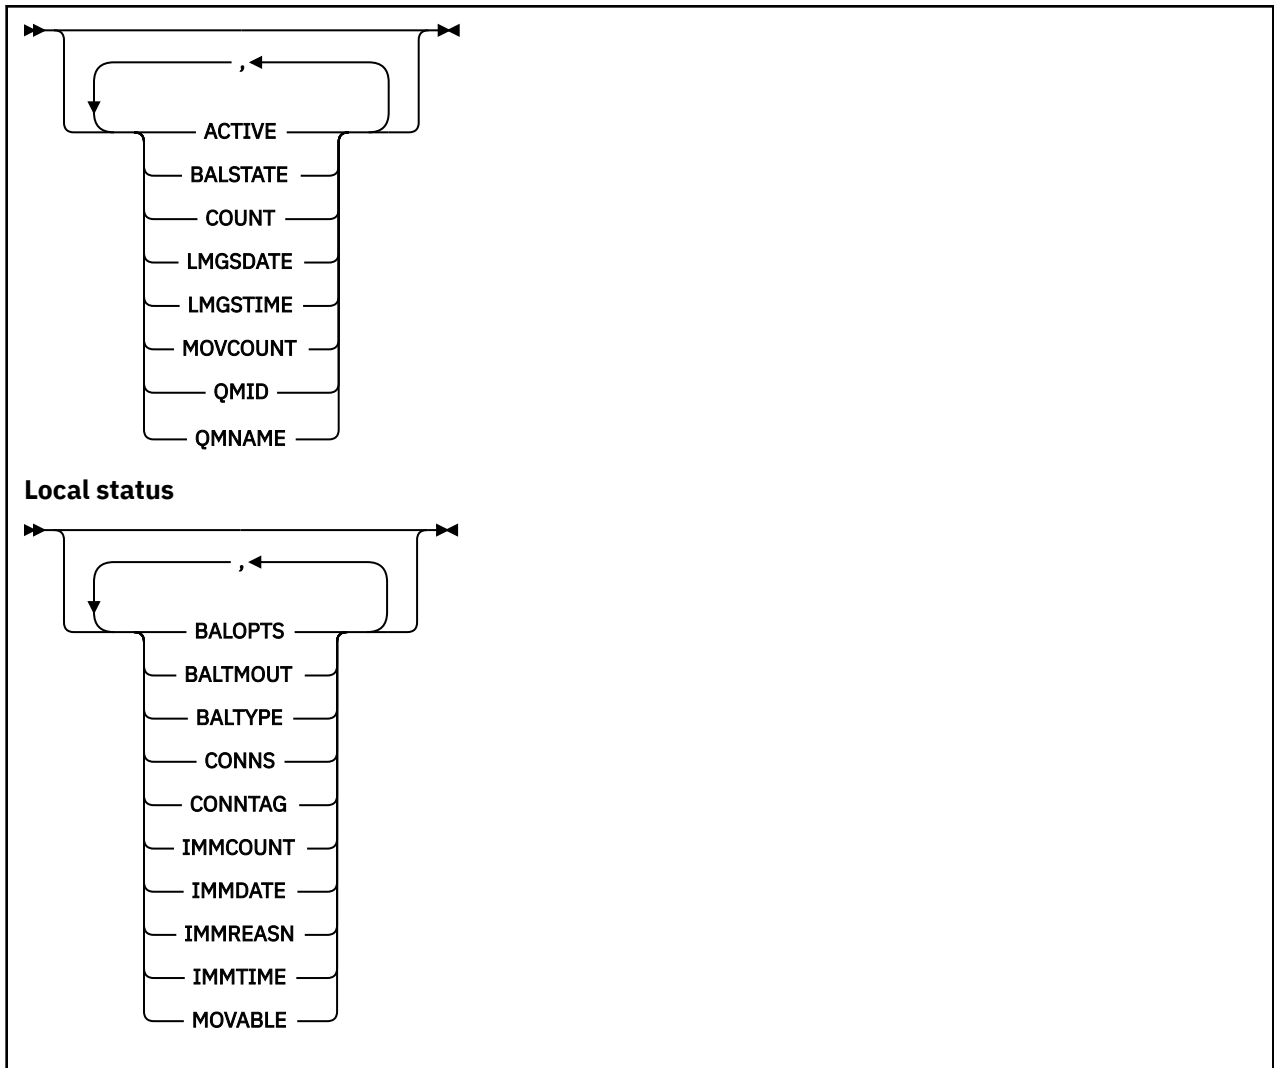 ,
ACTIVE
BALSTATE
COUNT
LMGSDATE
LMGSTIME
MOVCOUNT
QMID
QMNAME
Local status
,
BALOPTS
BALTMOUT
BALTYPE
CONNS
CONNTAG
IMMCOUNT
IMMDATE
IMMREASN
IMMTIME
MOVABLE